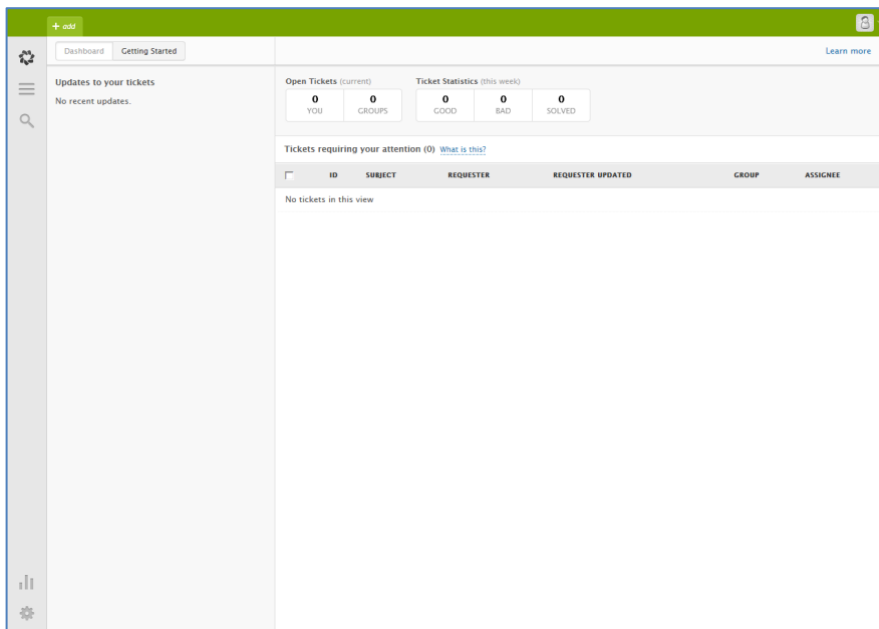 + add
Dashboard Getting Started
Learn more
Updates to your tickets
No recent updates.
Open Tickets (current) Ticket Statistics (this week)
0 0 0 0 0
YOU GROUPS GOOD BAD SOLVED
Tickets requiring your attention (0) What is this?
ID SUBJECT REQUESTER REQUESTER UPDATED GROUP ASSIGNEE
No tickets in this view